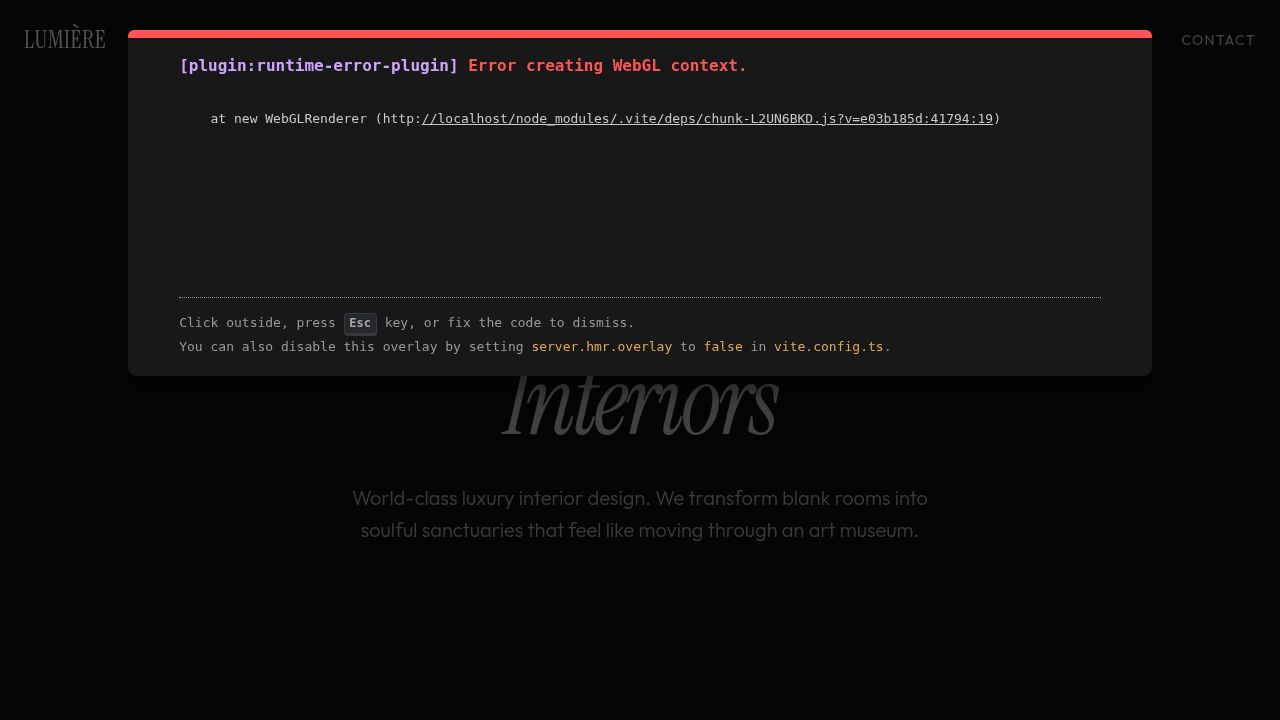 LUMIÈRE
CONTACT
[plugin:runtime-error-plugin] Error creating WebGL context.
at new WebGLRenderer (http://localhost/node_modules/.vite/deps/chunk-L2UN6BKD.js?v=e03b185d:41794:19)
Click outside, press Esc key, or fix the code to dismiss.
You can also disable this overlay by setting server.hmr.overlay to false in vite.config.ts.
Interiors
World-class luxury interior design. We transform blank rooms into
soulful sanctuaries that feel like moving through an art museum.